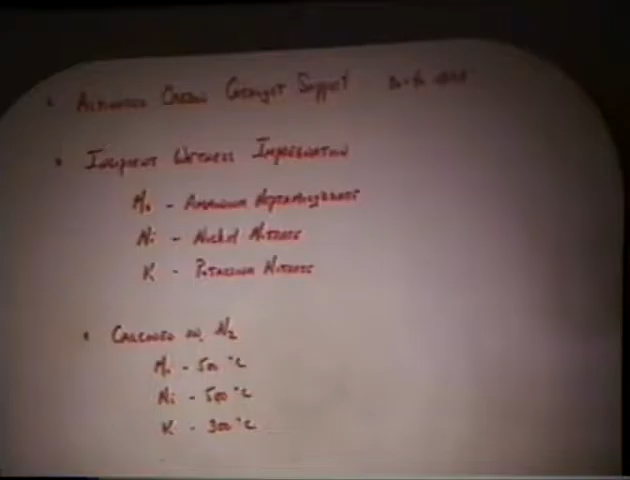 • ACTIVATED CARBON CATALYST SUPPORT
• INCIPIENT WETNESS IMPREGNATION
Mo - AMMONIUM HEPTAMOLYBDATE
Ni - NICKEL NITRATE
K - POTASSIUM NITRATE
• CALCINED IN N2
Mo - 500 °C
Ni - 500 °C
K - 300 °C